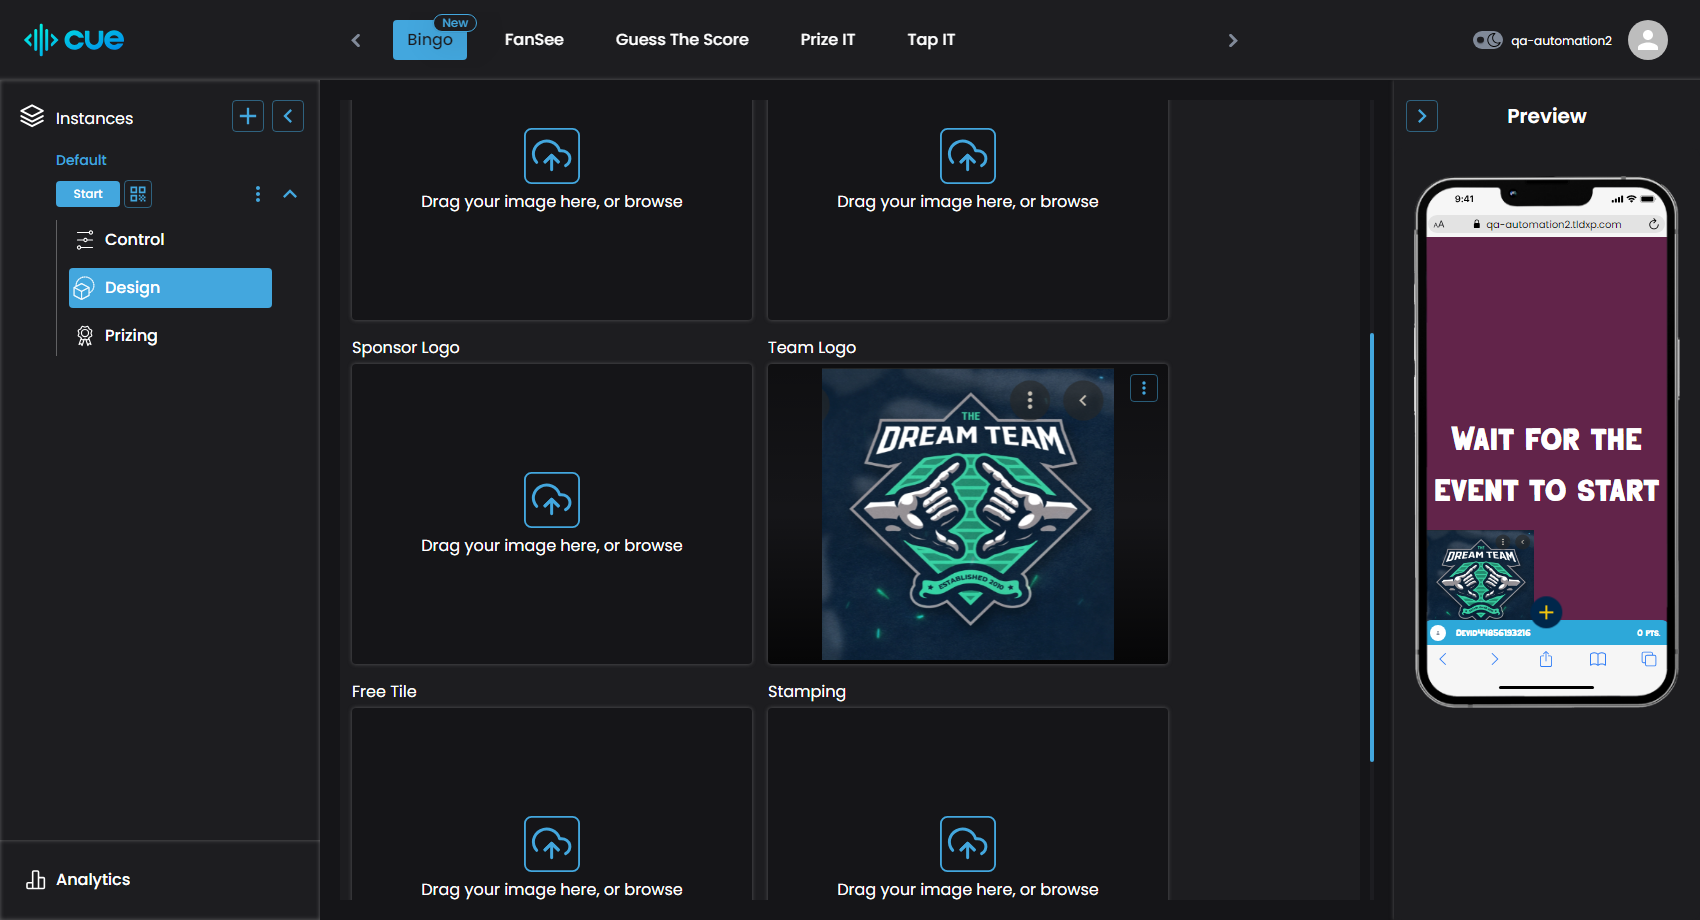 cue
Bingo
New
FanSee
Guess The Score
Prize IT
Tap IT
qa-automation2
Instances
Default
Start
Control
Design
Prizing
Analytics
Drag your image here, or browse
Drag your image here, or browse
Sponsor Logo
Team Logo
Drag your image here, or browse
THE
DREAM TEAM
ESTABLISHED 2010
Free Tile
Stamping
Drag your image here, or browse
Drag your image here, or browse
Preview
9:41
AA
qa-automation2.tldxp.com
WAIT FOR THE
EVENT TO START
THE
DREAM TEAM
0 PTS.